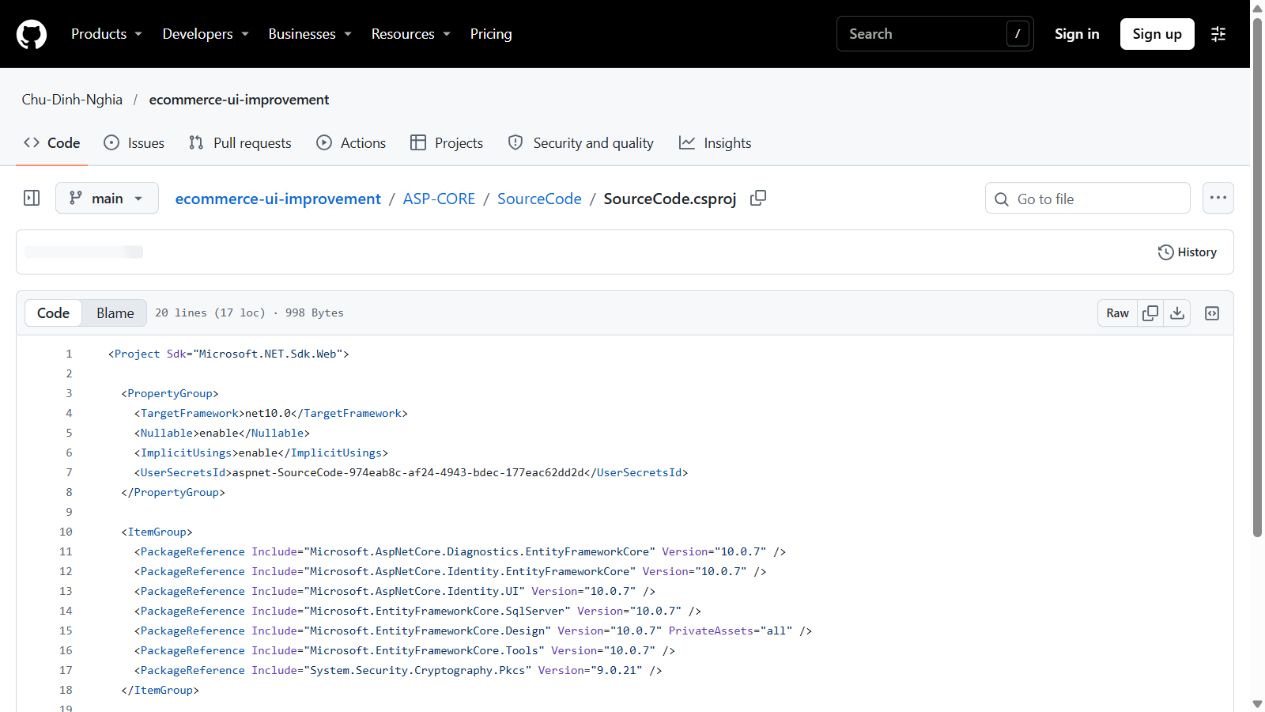 Products Developers Businesses Resources Pricing Search / Sign in Sign up
Chu-Dinh-Nghia / ecommerce-ui-improvement
Code Issues Pull requests Actions Projects Security and quality Insights
main ecommerce-ui-improvement / ASP-CORE / SourceCode / SourceCode.csproj Go to file
History
Code Blame 20 lines (17 loc) · 998 Bytes Raw
1 <Project Sdk="Microsoft.NET.Sdk.Web">
2
3 <PropertyGroup>
4 <TargetFramework>net10.0</TargetFramework>
5 <Nullable>enable</Nullable>
6 <ImplicitUsings>enable</ImplicitUsings>
7 <UserSecretsId>aspnet-SourceCode-974eab8c-af24-4943-bdec-177eac62dd2d</UserSecretsId>
8 </PropertyGroup>
9
10 <ItemGroup>
11 <PackageReference Include="Microsoft.AspNetCore.Diagnostics.EntityFrameworkCore" Version="10.0.7" />
12 <PackageReference Include="Microsoft.AspNetCore.Identity.EntityFrameworkCore" Version="10.0.7" />
13 <PackageReference Include="Microsoft.AspNetCore.Identity.UI" Version="10.0.7" />
14 <PackageReference Include="Microsoft.EntityFrameworkCore.SqlServer" Version="10.0.7" />
15 <PackageReference Include="Microsoft.EntityFrameworkCore.Design" Version="10.0.7" PrivateAssets="all" />
16 <PackageReference Include="Microsoft.EntityFrameworkCore.Tools" Version="10.0.7" />
17 <PackageReference Include="System.Security.Cryptography.Pkcs" Version="9.0.21" />
18 </ItemGroup>
19